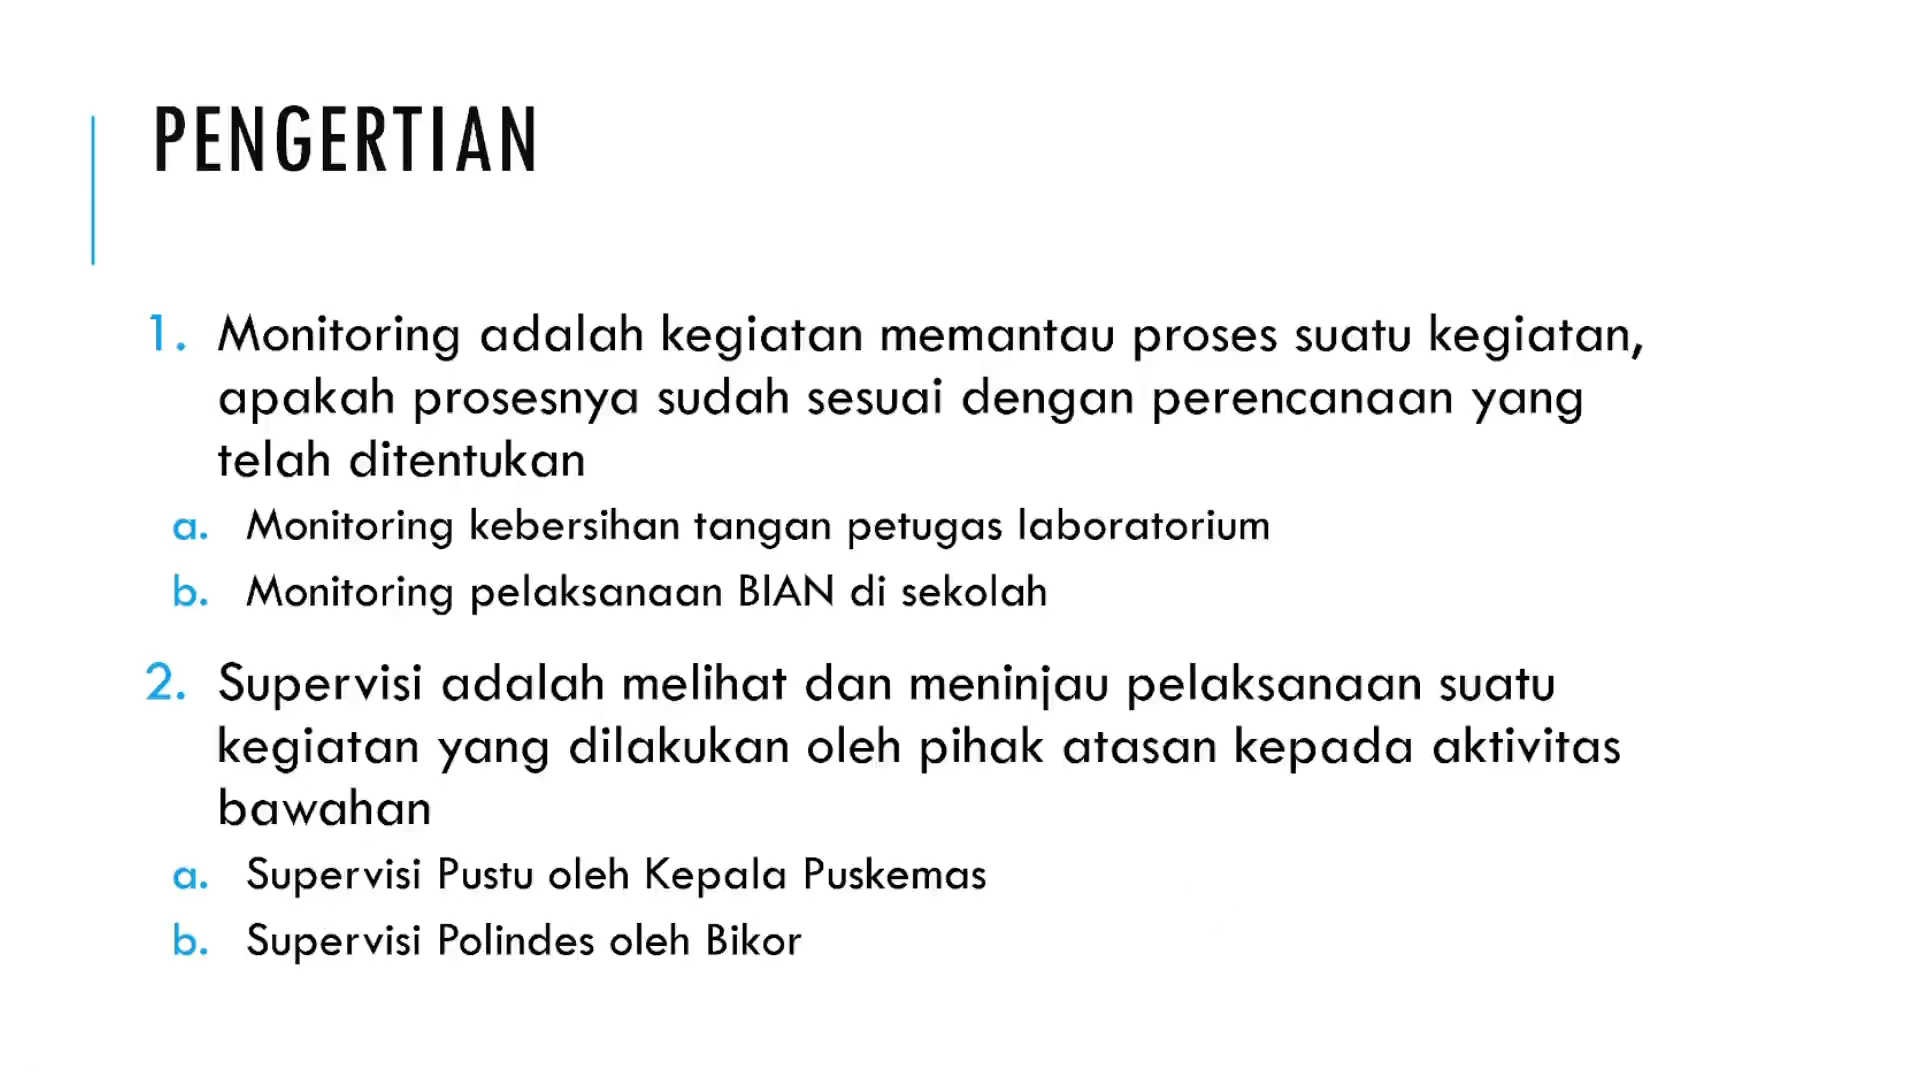 PENGERTIAN
1. Monitoring adalah kegiatan memantau proses suatu kegiatan,
apakah prosesnya sudah sesuai dengan perencanaan yang
telah ditentukan
a. Monitoring kebersihan tangan petugas laboratorium
b. Monitoring pelaksanaan BIAN di sekolah
2. Supervisi adalah melihat dan meninjau pelaksanaan suatu
kegiatan yang dilakukan oleh pihak atasan kepada aktivitas
bawahan
a. Supervisi Pustu oleh Kepala Puskemas
b. Supervisi Polindes oleh Bikor